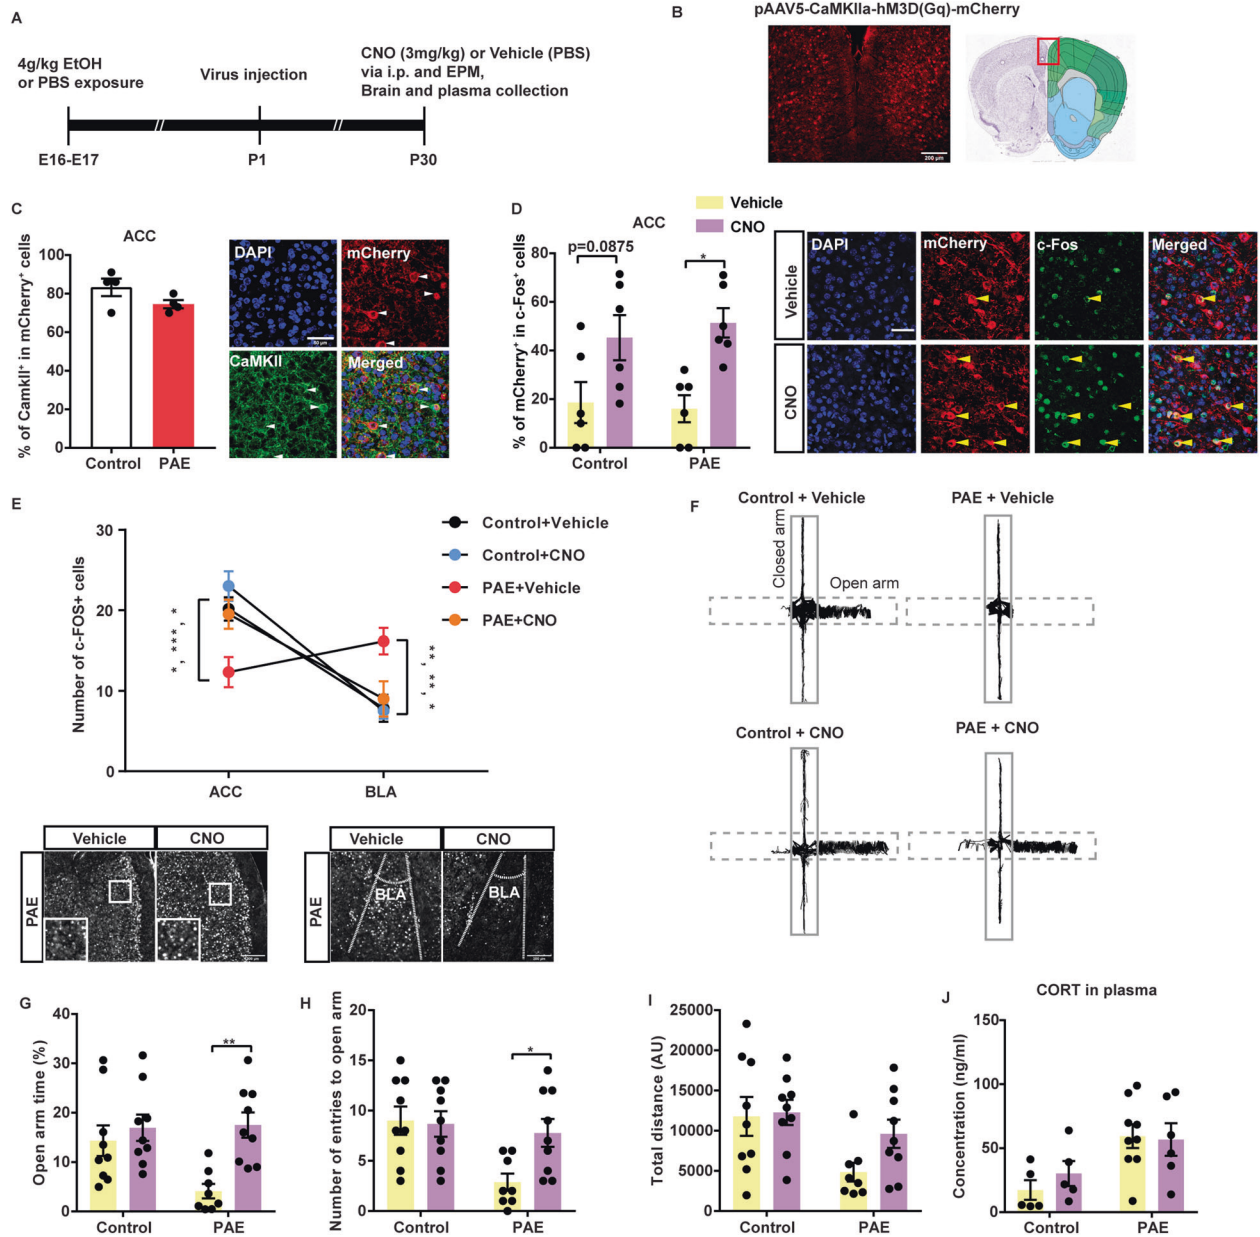 A
4g/kg EtOH
or PBS exposure
Virus injection
CNO (3mg/kg) or Vehicle (PBS)
via i.p. and EPM,
Brain and plasma collection
E16-E17
P1
P30
B
pAAV5-CaMKIIa-hM3D(Gq)-mCherry
200 µm
C
ACC
% of Camkll⁺ in mCherry⁺ cells
100
80
60
40
20
0
Control
PAE
DAPI
mCherry
50 µm
CaMKII
Merged
D
ACC
Vehicle
CNO
% of mCherry⁺ in c-Fos⁺ cells
80
60
40
20
0
p=0.0875
*
Control
PAE
DAPI
mCherry
c-Fos
Merged
Vehicle
CNO
E
Number of c-FOS+ cells
30
20
10
0
*, ***, *
**, **, *
ACC
BLA
Control+Vehicle
Control+CNO
PAE+Vehicle
PAE+CNO
Vehicle
CNO
PAE
Vehicle
CNO
PAE
BLA
BLA
F
Control + Vehicle
PAE + Vehicle
Closed arm
Open arm
Control + CNO
PAE + CNO
G
Open arm time (%)
40
30
20
10
0
**
Control
PAE
H
Number of entries to open arm
20
15
10
5
0
*
Control
PAE
I
Total distance (AU)
25000
20000
15000
10000
5000
0
Control
PAE
J
CORT in plasma
Concentration (ng/ml)
150
100
50
0
Control
PAE